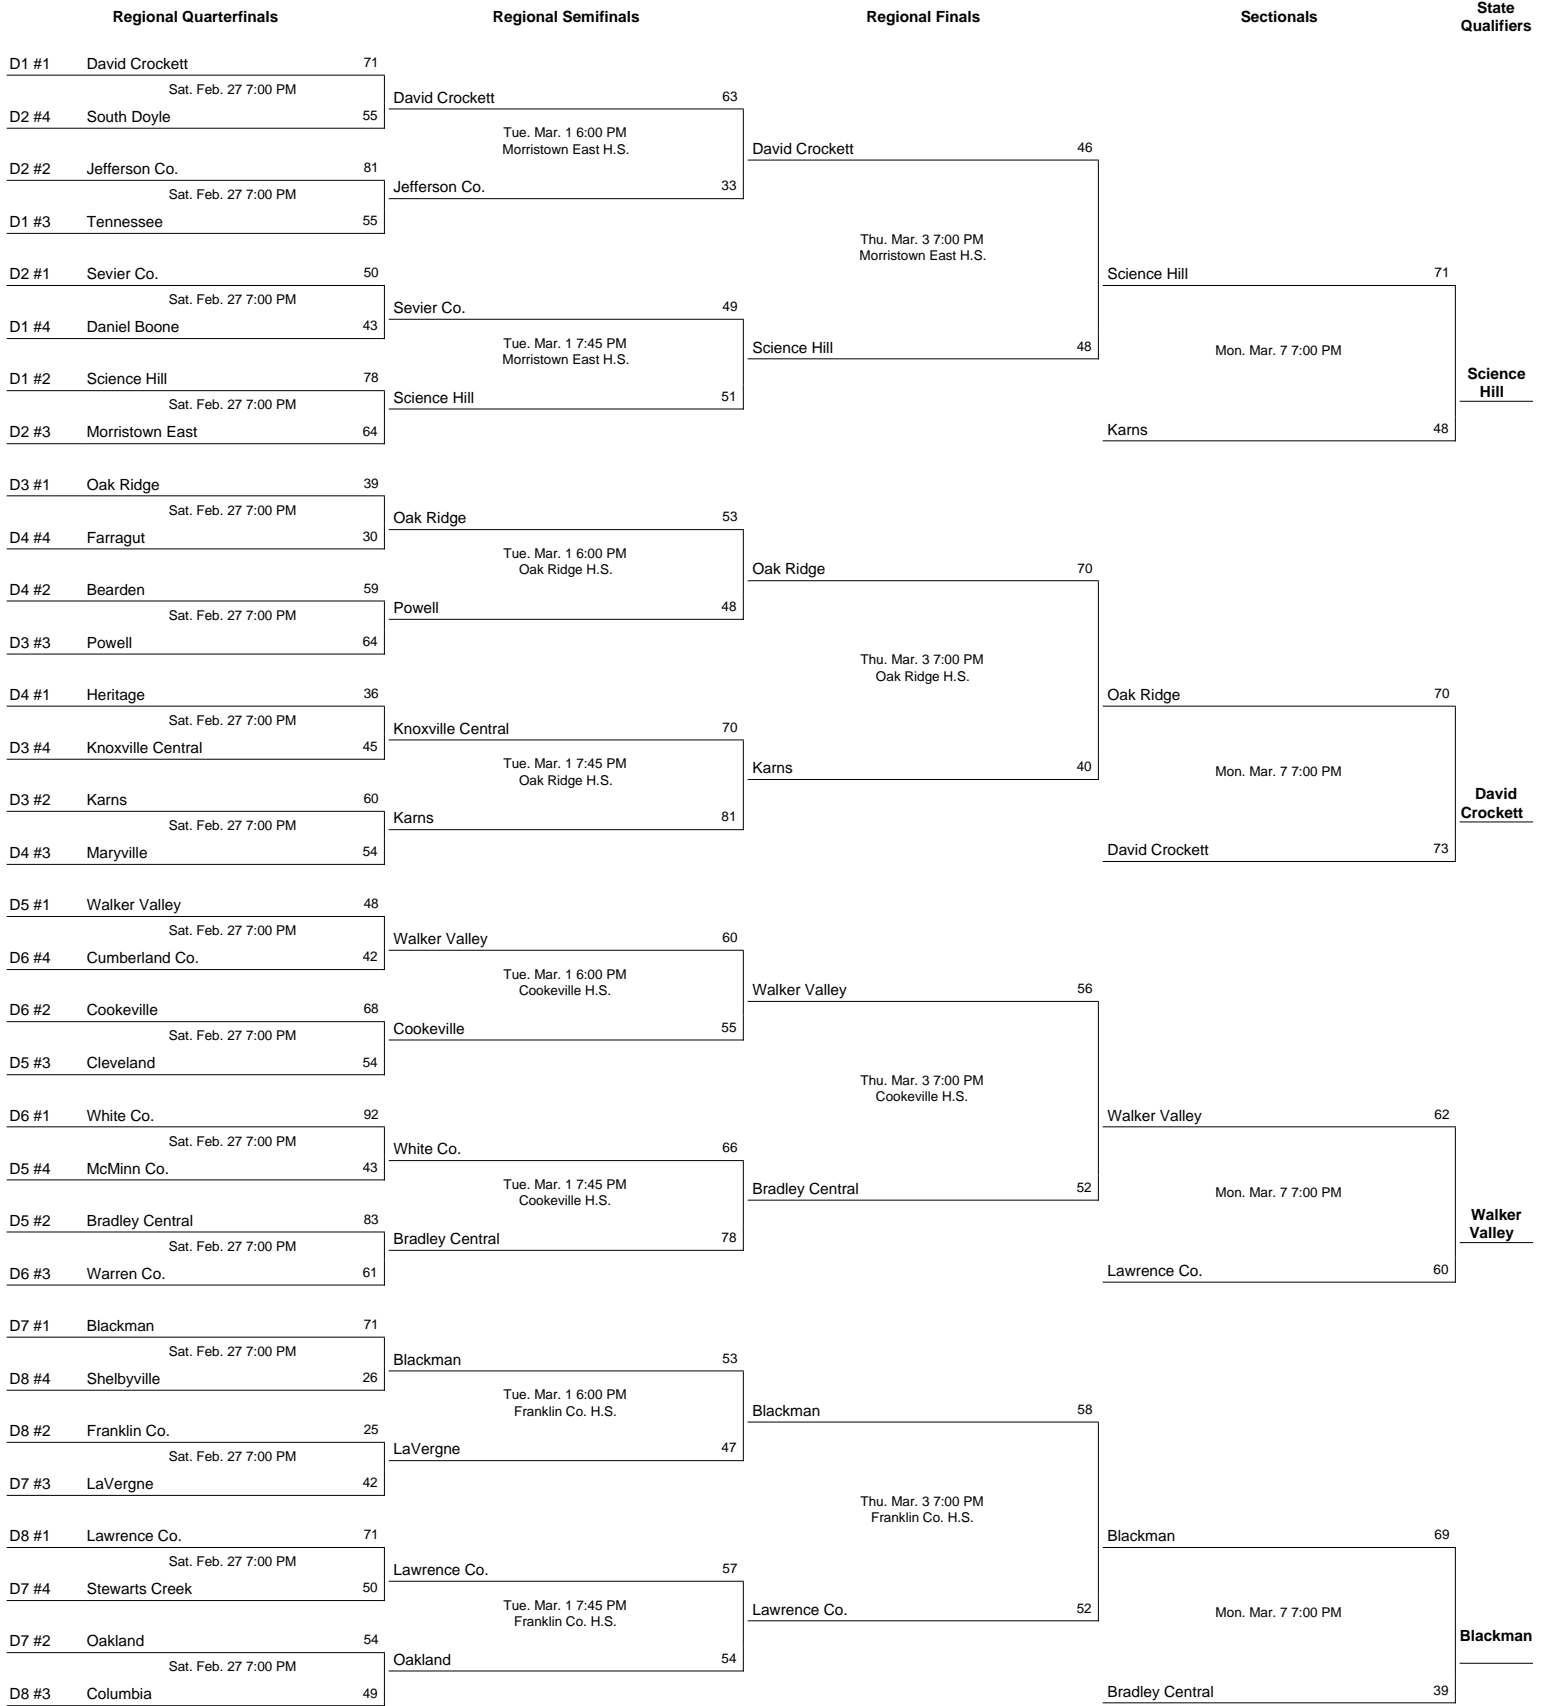 Regional Quarterfinals
Regional Semifinals
Regional Finals
Sectionals
State
Qualifiers
D1 #1 David Crockett 71
Sat. Feb. 27 7:00 PM
D2 #4 South Doyle 55
D2 #2 Jefferson Co. 81
Sat. Feb. 27 7:00 PM
D1 #3 Tennessee 55
D2 #1 Sevier Co. 50
Sat. Feb. 27 7:00 PM
D1 #4 Daniel Boone 43
D1 #2 Science Hill 78
Sat. Feb. 27 7:00 PM
D2 #3 Morristown East 64
D3 #1 Oak Ridge 39
Sat. Feb. 27 7:00 PM
D4 #4 Farragut 30
D4 #2 Bearden 59
Sat. Feb. 27 7:00 PM
D3 #3 Powell 64
D4 #1 Heritage 36
Sat. Feb. 27 7:00 PM
D3 #4 Knoxville Central 45
D3 #2 Karns 60
Sat. Feb. 27 7:00 PM
D4 #3 Maryville 54
D5 #1 Walker Valley 48
Sat. Feb. 27 7:00 PM
D6 #4 Cumberland Co. 42
D6 #2 Cookeville 68
Sat. Feb. 27 7:00 PM
D5 #3 Cleveland 54
D6 #1 White Co. 92
Sat. Feb. 27 7:00 PM
D5 #4 McMinn Co. 43
D5 #2 Bradley Central 83
Sat. Feb. 27 7:00 PM
D6 #3 Warren Co. 61
D7 #1 Blackman 71
Sat. Feb. 27 7:00 PM
D8 #4 Shelbyville 26
D8 #2 Franklin Co. 25
Sat. Feb. 27 7:00 PM
D7 #3 LaVergne 42
D8 #1 Lawrence Co. 71
Sat. Feb. 27 7:00 PM
D7 #4 Stewarts Creek 50
D7 #2 Oakland 54
Sat. Feb. 27 7:00 PM
D8 #3 Columbia 49
David Crockett 63
Tue. Mar. 1 6:00 PM
Morristown East H.S.
Jefferson Co. 33
Sevier Co. 49
Tue. Mar. 1 7:45 PM
Morristown East H.S.
Science Hill 51
Oak Ridge 53
Tue. Mar. 1 6:00 PM
Oak Ridge H.S.
Powell 48
Knoxville Central 70
Tue. Mar. 1 7:45 PM
Oak Ridge H.S.
Karns 81
Walker Valley 60
Tue. Mar. 1 6:00 PM
Cookeville H.S.
Cookeville 55
White Co. 66
Tue. Mar. 1 7:45 PM
Cookeville H.S.
Bradley Central 78
Blackman 53
Tue. Mar. 1 6:00 PM
Franklin Co. H.S.
LaVergne 47
Lawrence Co. 57
Tue. Mar. 1 7:45 PM
Franklin Co. H.S.
Oakland 54
David Crockett 46
Thu. Mar. 3 7:00 PM
Morristown East H.S.
Science Hill 48
Oak Ridge 70
Thu. Mar. 3 7:00 PM
Oak Ridge H.S.
Karns 40
Walker Valley 56
Thu. Mar. 3 7:00 PM
Cookeville H.S.
Bradley Central 52
Blackman 58
Thu. Mar. 3 7:00 PM
Franklin Co. H.S.
Lawrence Co. 52
Science Hill 71
Mon. Mar. 7 7:00 PM
Karns 48
Oak Ridge 70
Mon. Mar. 7 7:00 PM
David Crockett 73
Walker Valley 62
Mon. Mar. 7 7:00 PM
Lawrence Co. 60
Blackman 69
Mon. Mar. 7 7:00 PM
Bradley Central 39
Science
Hill
David
Crockett
Walker
Valley
Blackman